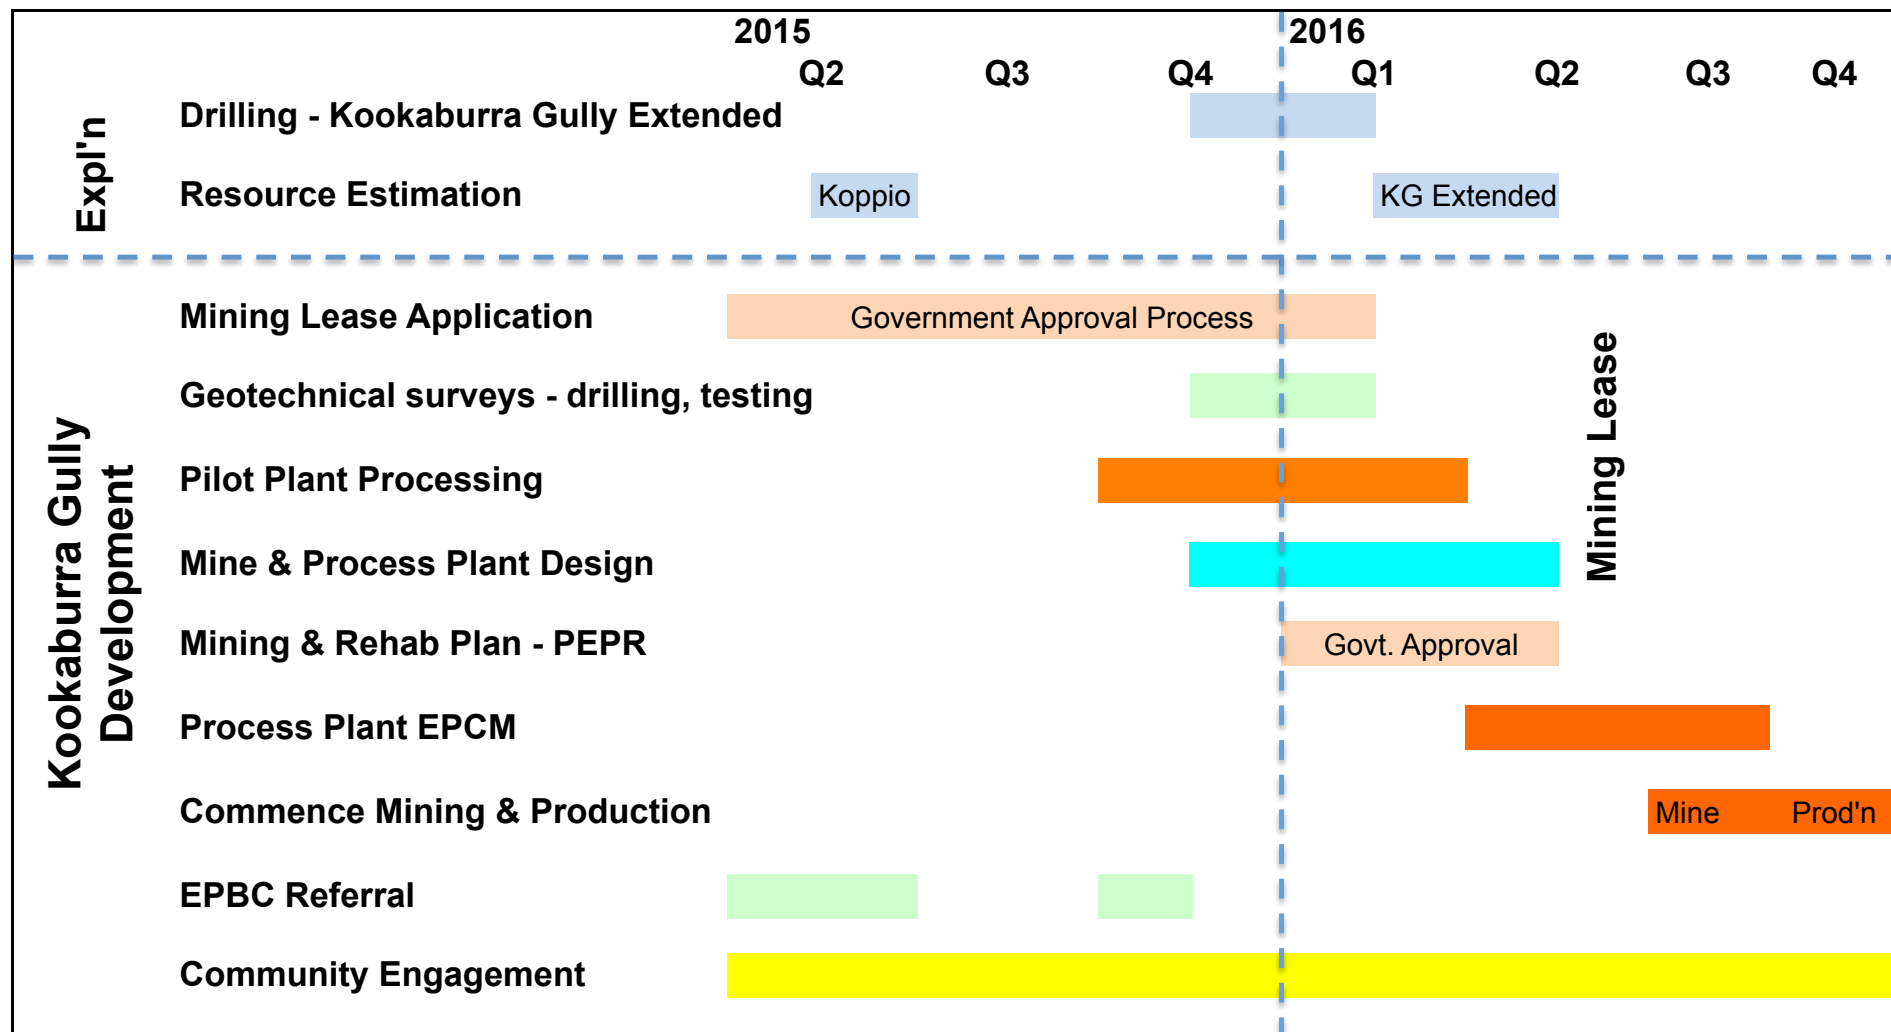 2015 2016
Q2 Q3 Q4 Q1 Q2 Q3 Q4
Expl'n
Drilling - Kookaburra Gully Extended
Resource Estimation Koppio KG Extended
Kookaburra Gully
Development
Mining Lease Application Government Approval Process
Mining Lease
Geotechnical surveys - drilling, testing
Pilot Plant Processing
Mine & Process Plant Design
Mining & Rehab Plan - PEPR Govt. Approval
Process Plant EPCM
Commence Mining & Production Mine Prod'n
EPBC Referral
Community Engagement